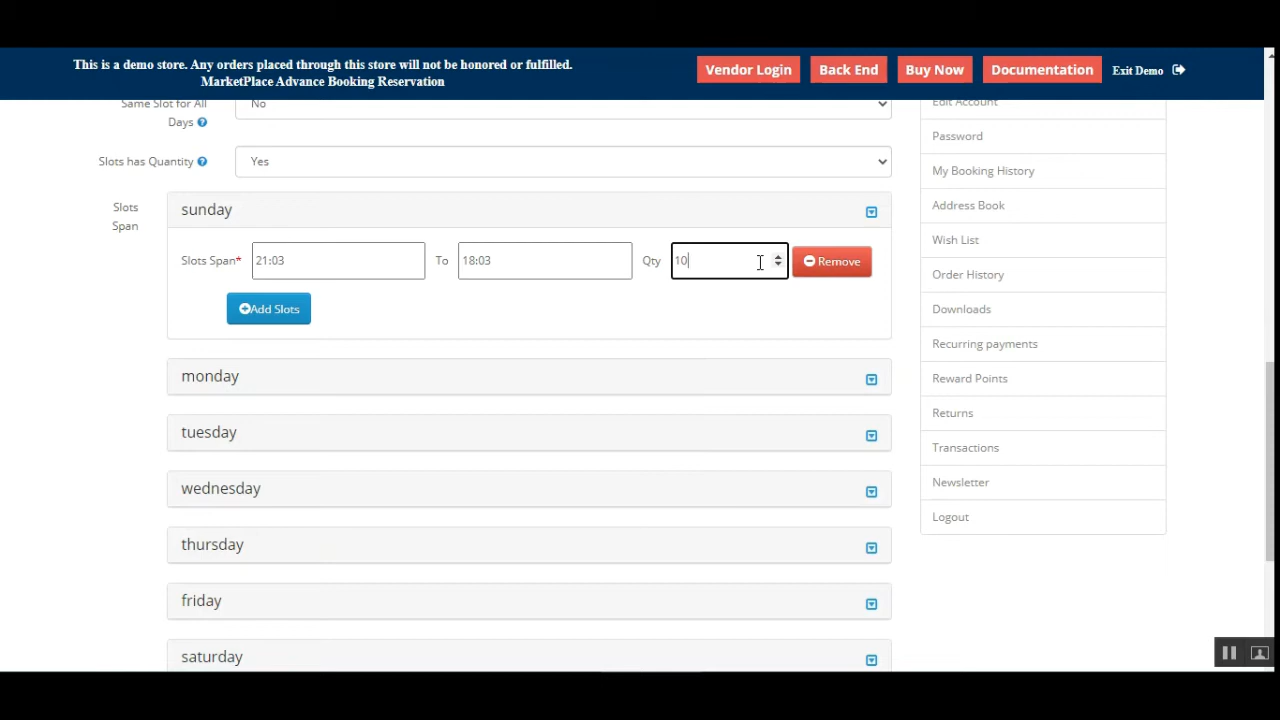 This is a demo store. Any orders placed through this store will not be honored or fulfilled.
MarketPlace Advance Booking Reservation
Vendor Login
Back End
Buy Now
Documentation
Exit Demo
Same Slot for All
Days
No
Slots has Quantity
Yes
Slots
Span
sunday
Slots Span*
21:03
To
18:03
Qty
10
Remove
Add Slots
monday
tuesday
wednesday
thursday
friday
saturday
Edit Account
Password
My Booking History
Address Book
Wish List
Order History
Downloads
Recurring payments
Reward Points
Returns
Transactions
Newsletter
Logout